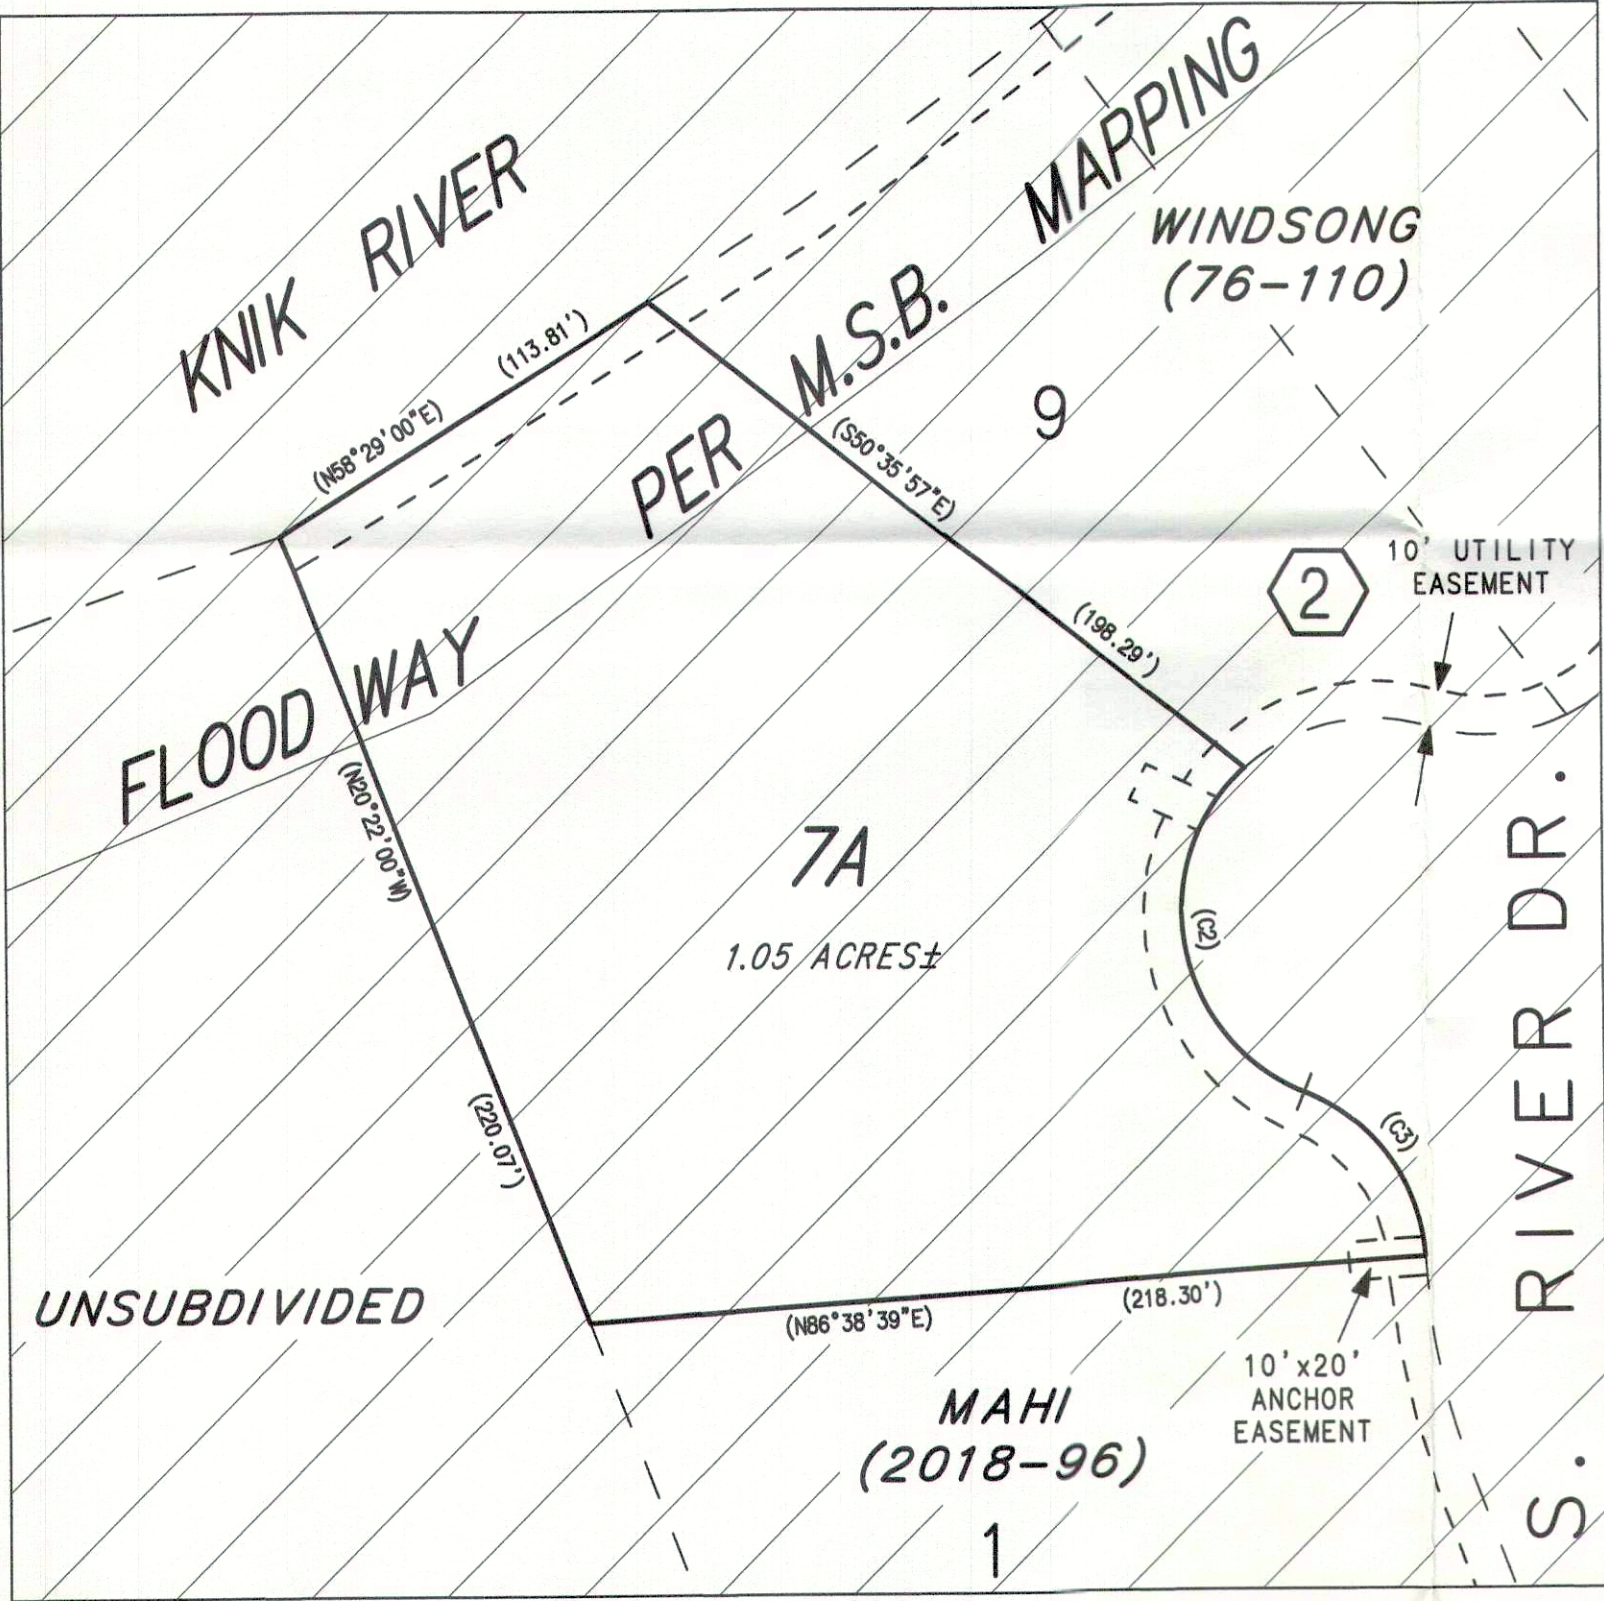 KNIK RIVER
FLOOD WAY PER M.S.B. MAPPING
WINDSONG
(76-110)
9
(N58°29'00"E)
(113.81')
(S50°35'57"E)
(198.29')
2
10' UTILITY
EASEMENT
(N20°22'00"W)
(220.07')
7A
1.05 ACRES±
(C2)
(C3)
S. RIVER DR.
UNSUBDIVIDED
(N86°38'39"E)
(218.30')
10'x20'
ANCHOR
EASEMENT
MAHI
(2018-96)
1